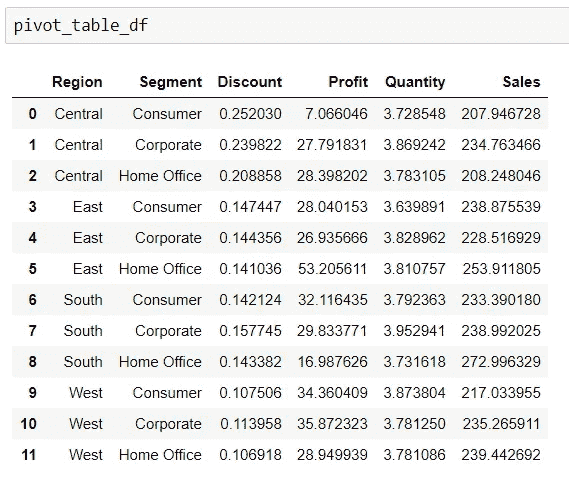 pivot_table_df
Region Segment Discount Profit Quantity Sales
0 Central Consumer 0.252030 7.066046 3.728548 207.946728
1 Central Corporate 0.239822 27.791831 3.869242 234.763466
2 Central Home Office 0.208858 28.398202 3.783105 208.248046
3 East Consumer 0.147447 28.040153 3.639891 238.875539
4 East Corporate 0.144356 26.935666 3.828962 228.516929
5 East Home Office 0.141036 53.205611 3.810757 253.911805
6 South Consumer 0.142124 32.116435 3.792363 233.390180
7 South Corporate 0.157745 29.833771 3.952941 238.992025
8 South Home Office 0.143382 16.987626 3.731618 272.996329
9 West Consumer 0.107506 34.360409 3.873804 217.033955
10 West Corporate 0.113958 35.872323 3.781250 235.265911
11 West Home Office 0.106918 28.949939 3.781086 239.442692